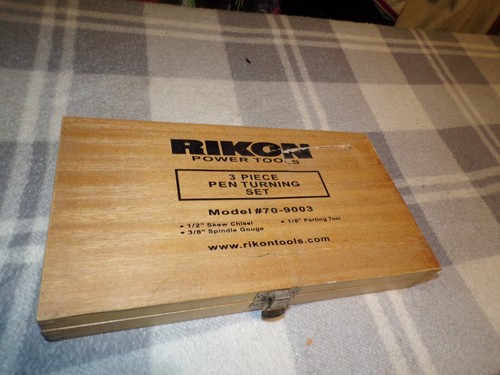 RIKON
POWER TOOLS
3 PIECE
PEN TURNING
SET
Model #70-9003
• 1/2" Skew Chisel • 1/8" Parting Tool
• 3/8" Spindle Gouge
www.rikontools.com